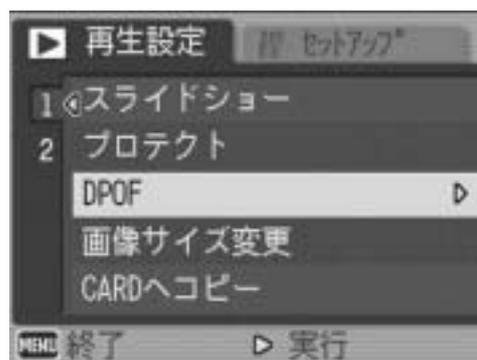 再生設定 セットアップ
1 スライドショー
2 プロテクト
DPOF
画像サイズ変更
CARDへコピー
MENU 終了 実行